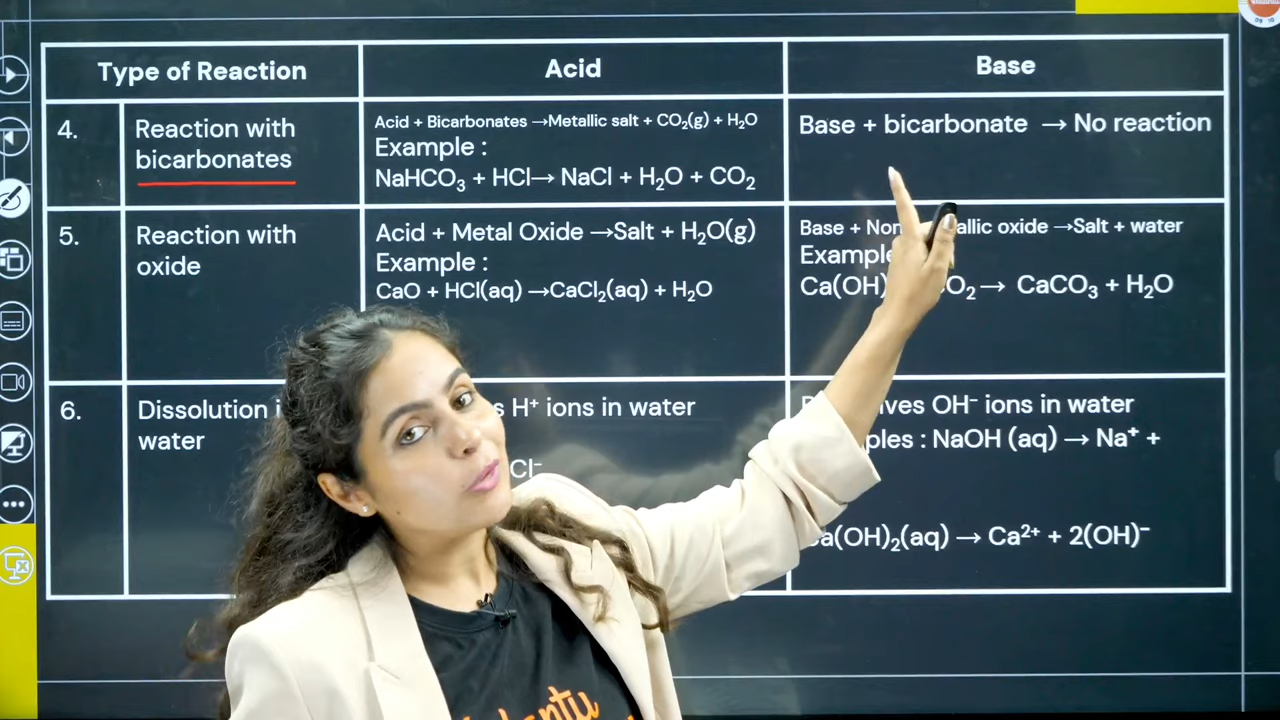 Type of Reaction
Acid
Base
4.
Reaction with
bicarbonates
Acid + Bicarbonates →Metallic salt + CO₂(g) + H₂O
Example :
NaHCO₃ + HCl→ NaCl + H₂O + CO₂
Base + bicarbonate → No reaction
5.
Reaction with
oxide
Acid + Metal Oxide →Salt + H₂O(g)
Example :
CaO + HCl(aq) →CaCl₂(aq) + H₂O
Base + Non allic oxide →Salt + water
Example
Ca(OH) O₂→ CaCO₃ + H₂O
6.
Dissolution
water
s H⁺ ions in water
Cl⁻
ves OH⁻ ions in water
ples : NaOH (aq) → Na⁺ +
a(OH)₂(aq) → Ca²⁺ + 2(OH)⁻